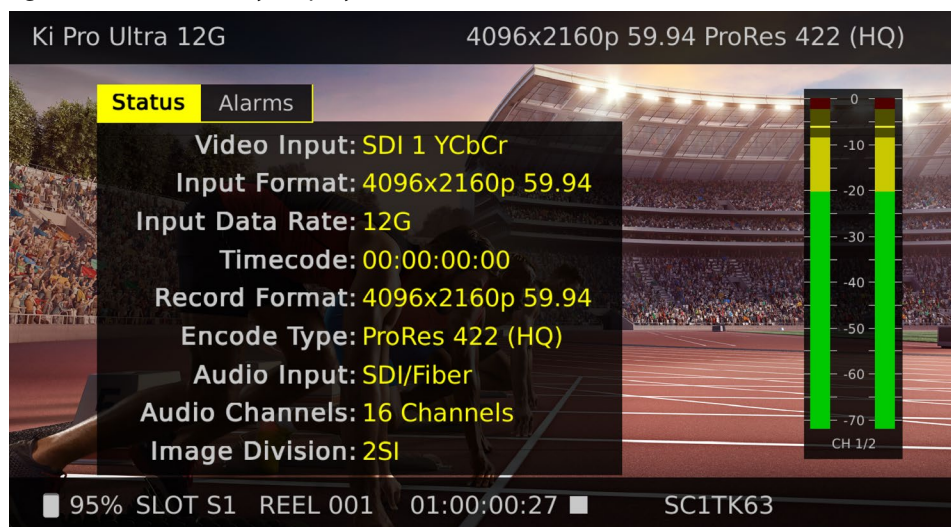 Ki Pro Ultra 12G 4096x2160p 59.94 ProRes 422 (HQ)
Status Alarms
Video Input: SDI 1 YCbCr
Input Format: 4096x2160p 59.94
Input Data Rate: 12G
Timecode: 00:00:00:00
Record Format: 4096x2160p 59.94
Encode Type: ProRes 422 (HQ)
Audio Input: SDI/Fiber
Audio Channels: 16 Channels
Image Division: 2SI
0
-10
-20
-30
-40
-50
-60
-70
CH 1/2
95% SLOT S1 REEL 001 01:00:00:27 SC1TK63